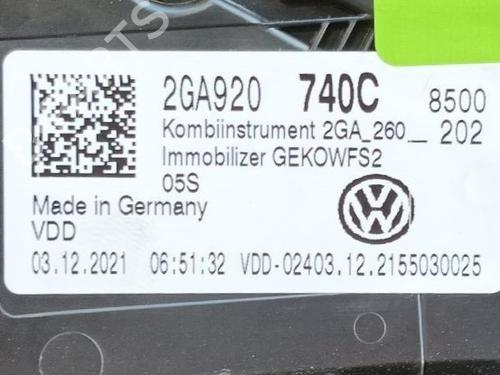 2GA920 740C 8500
Kombiinstrument 2GA_260._ 202
Immobilizer GEKOWFS2
05S
Made in Germany
VDD
03.12.2021 06:51:32 VDD-02403.12.2155030025